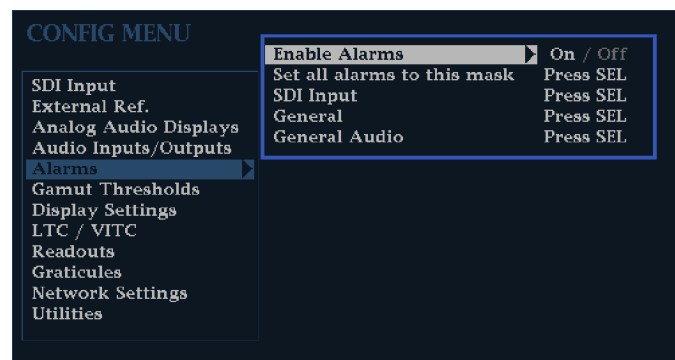 CONFIG MENU
Enable Alarms On / Off
Set all alarms to this mask Press SEL
SDI Input Press SEL
General Press SEL
General Audio Press SEL
SDI Input
External Ref.
Analog Audio Displays
Audio Inputs/Outputs
Alarms
Gamut Thresholds
Display Settings
LTC / VITC
Readouts
Graticules
Network Settings
Utilities